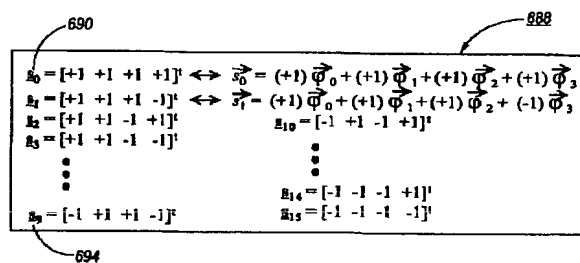 690
688
s₀ = [+1 +1 +1 +1]ᵗ ↔ s₀ = (+1) φ₀ + (+1) φ₁ + (+1) φ₂ + (+1) φ₃
s₁ = [+1 +1 +1 -1]ᵗ ↔ s₁ = (+1) φ₀ + (+1) φ₁ + (+1) φ₂ + (-1) φ₃
s₂ = [+1 +1 -1 +1]ᵗ
s₁₀ = [-1 +1 -1 +1]ᵗ
s₃ = [+1 +1 -1 -1]ᵗ
s₁₄ = [-1 -1 -1 +1]ᵗ
s₉ = [-1 +1 +1 -1]ᵗ
s₁₅ = [-1 -1 -1 -1]ᵗ
694